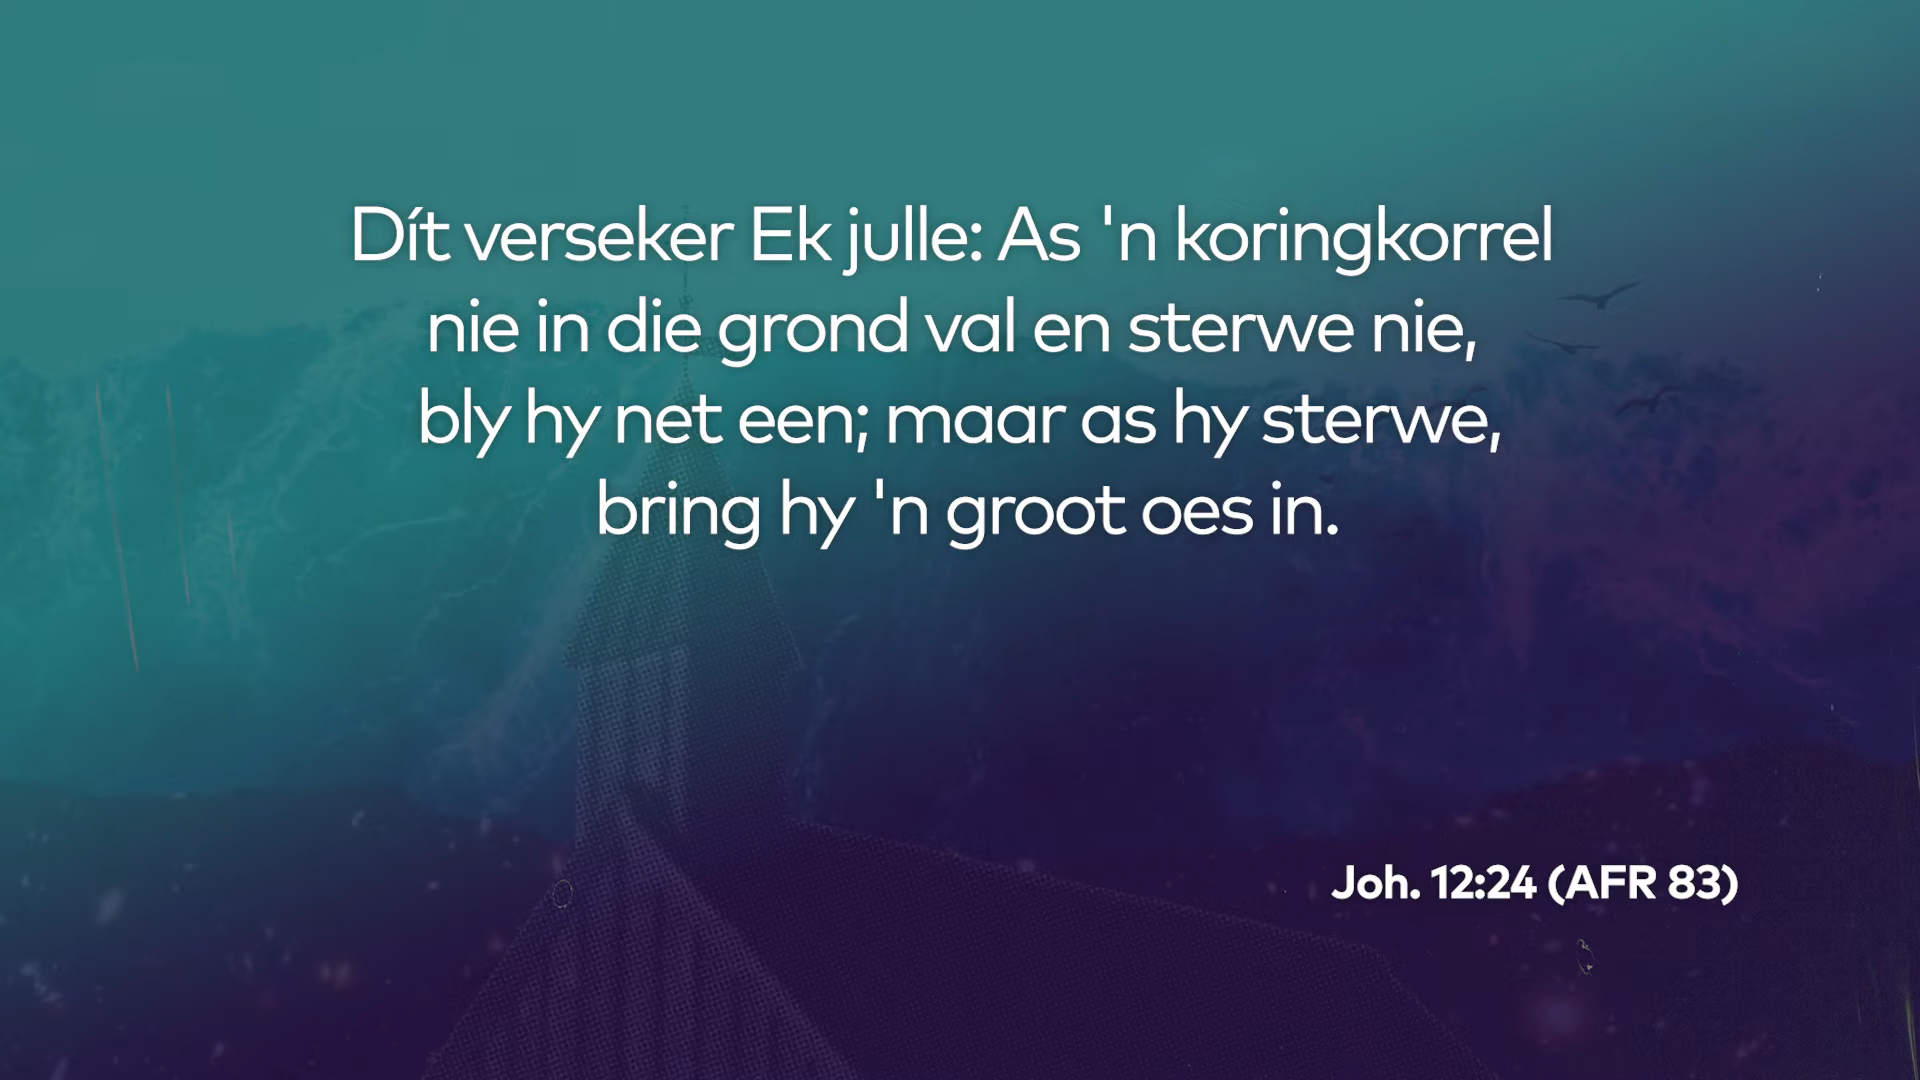 Dít verseker Ek julle: As 'n koringkorrel
nie in die grond val en sterwe nie,
bly hy net een; maar as hy sterwe,
bring hy 'n groot oes in.
Joh. 12:24 (AFR 83)